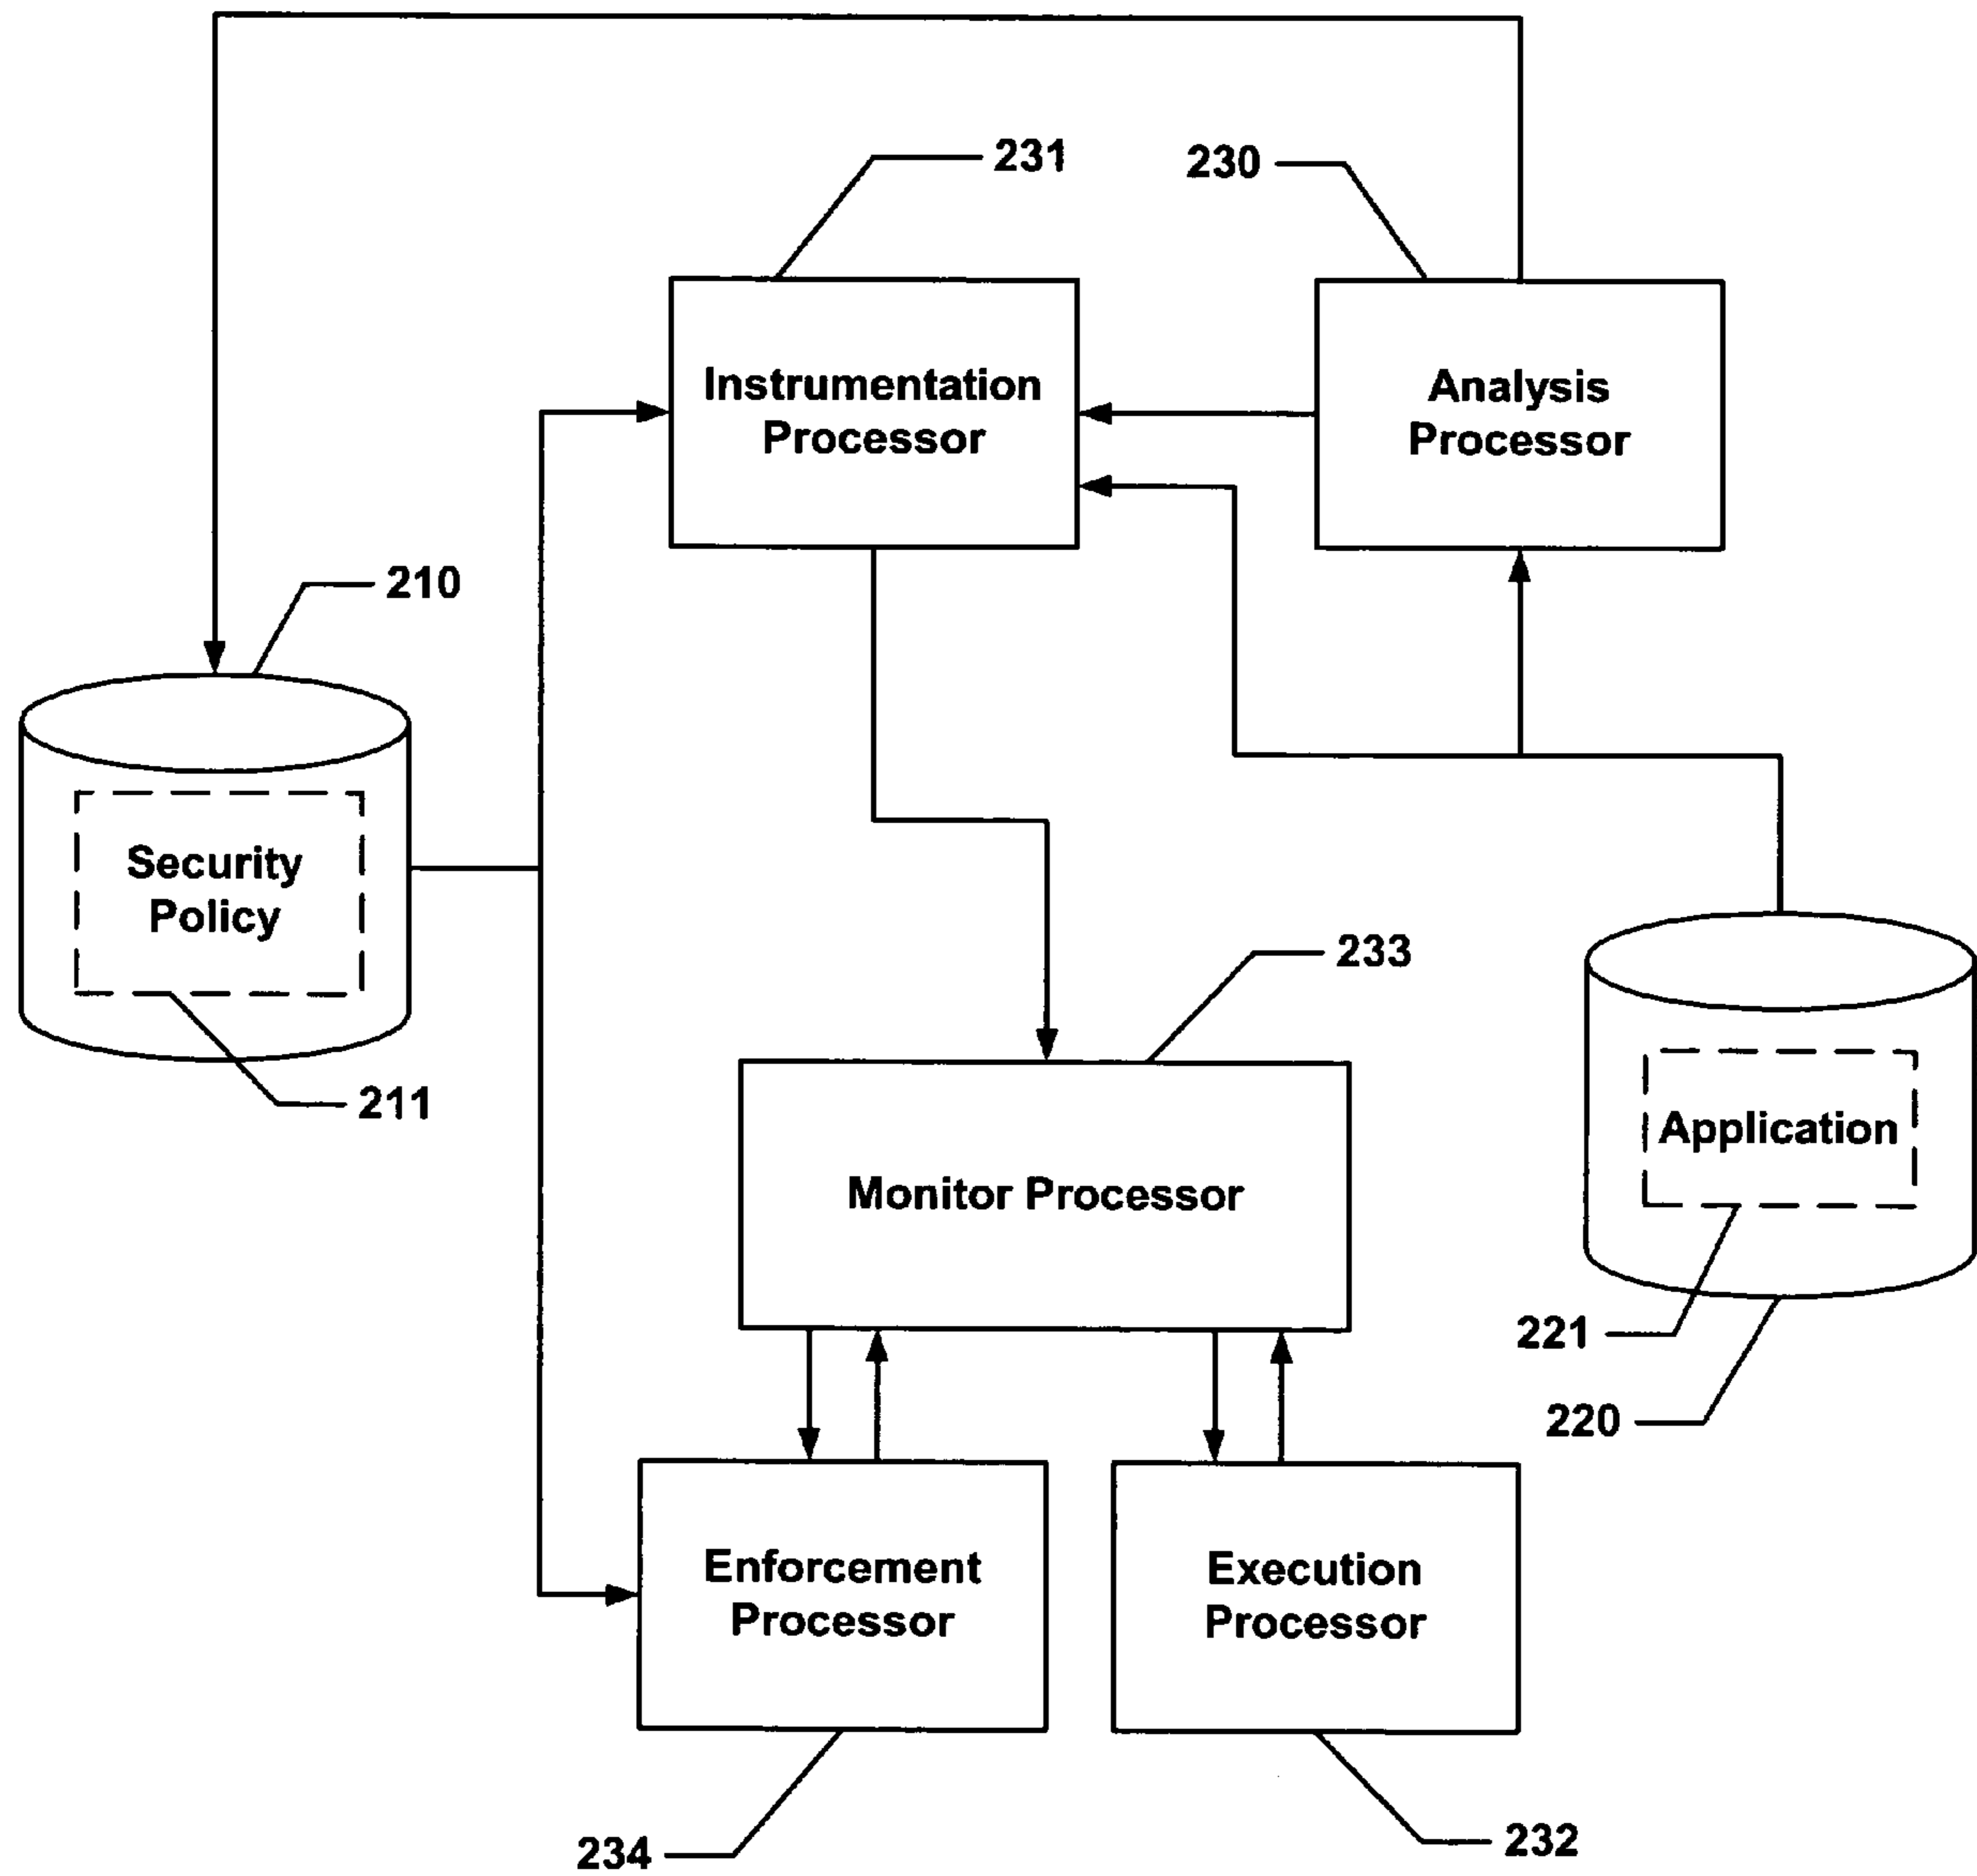 231
230
Instrumentation
Processor
Analysis
Processor
210
Security
Policy
211
233
Monitor Processor
Application
221
220
Enforcement
Processor
Execution
Processor
234
232